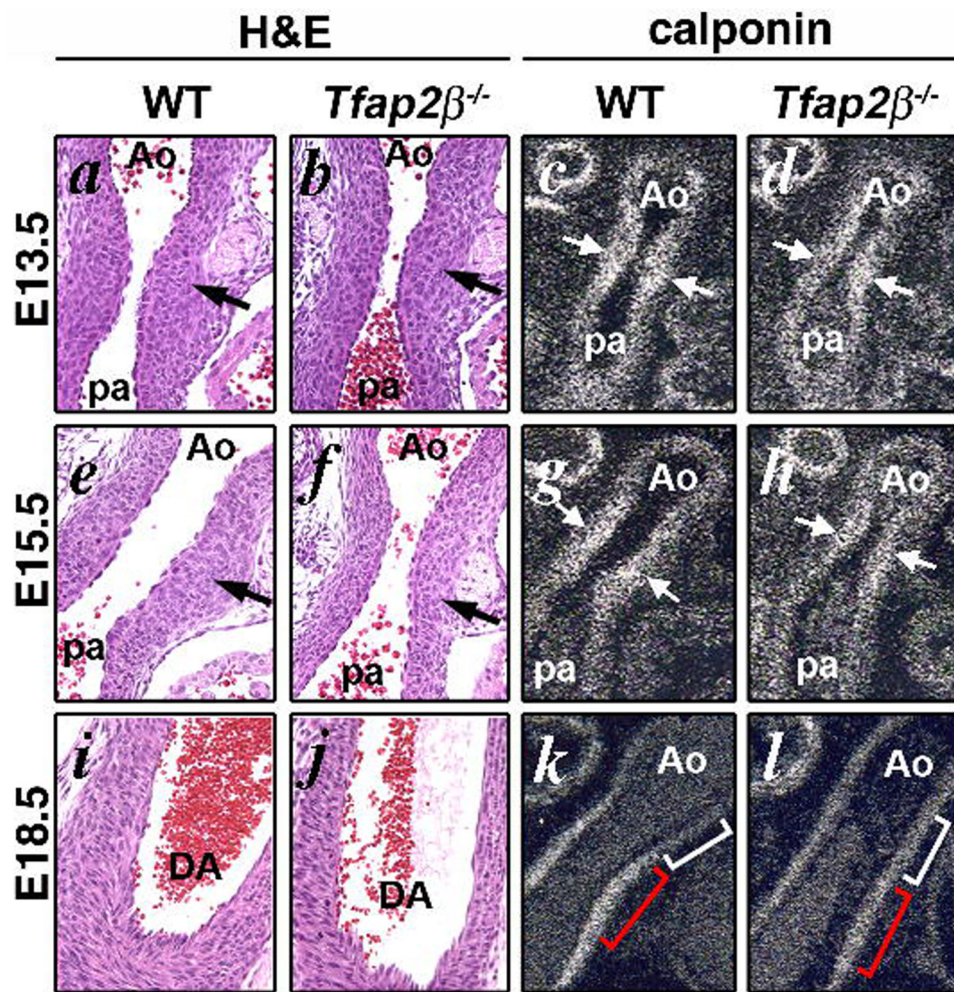 H&E calponin
WT Tfap2β-/- WT Tfap2β-/-
E13.5
a Ao pa
b Ao pa
c Ao pa
d Ao pa
E15.5
e Ao pa
f Ao pa
g Ao pa
h Ao pa
E18.5
i DA
j DA
k Ao
l Ao